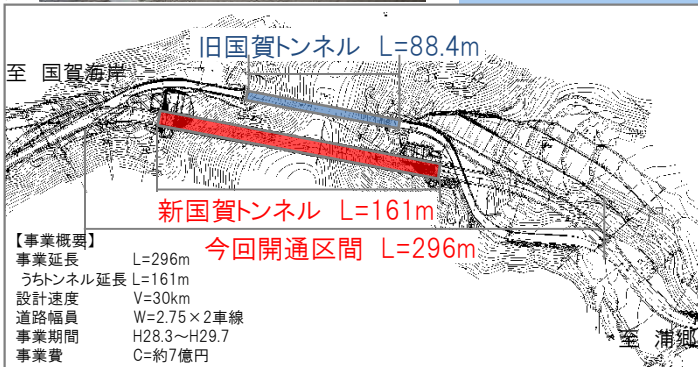 旧国賀トンネル L=88.4m
至 国賀海岸
新国賀トンネル L=161m
今回開通区間 L=296m
【事業概要】
事業延長 L=296m
うちトンネル延長 L=161m
設計速度 V=30km
道路幅員 W=2.75×2車線
事業期間 H28.3～H29.7
事業費 C=約7億円
至 浦郷